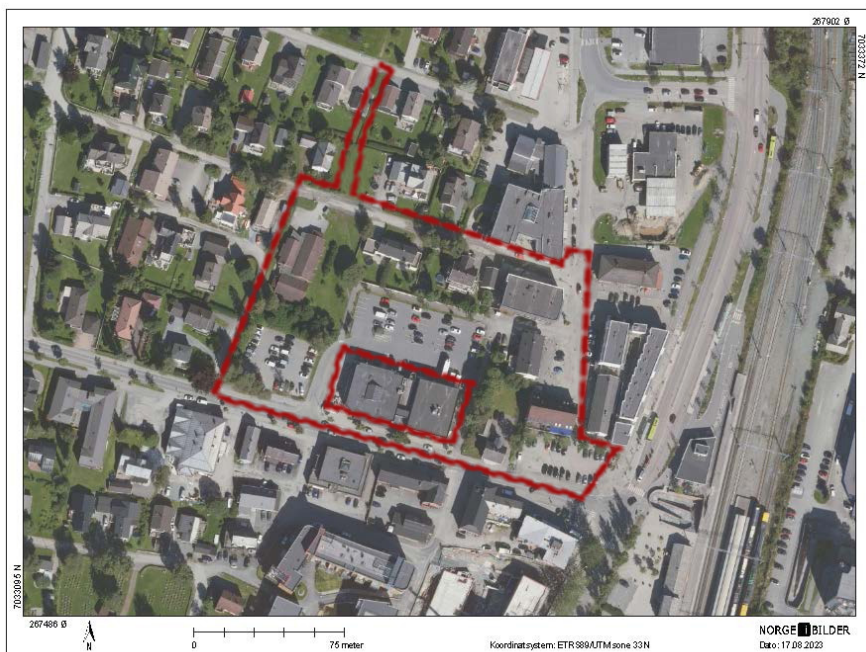 267902 Ø
7033372 N
7033095 N
267486 Ø
N
0
75 meter
Koordinatsystem: ETRS89/UTM sone 33N
NORGE i BILDER
Dato: 17.08.2023